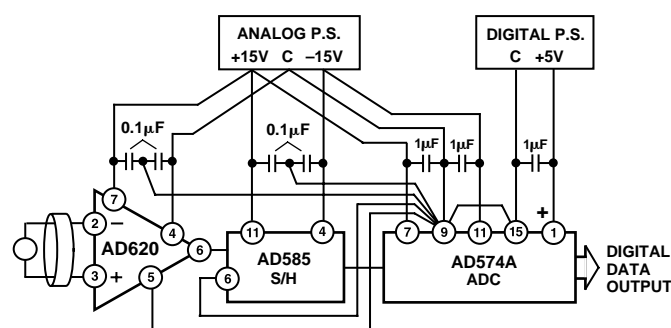 ANALOG P.S.
+15V C –15V
DIGITAL P.S.
C +5V
0.1µF
0.1µF
1µF
1µF
1µF
7
2
–
AD620
4
6
3
+
5
11
4
6
AD585
S/H
7
9
11
15
+
1
AD574A
ADC
DIGITAL
DATA
OUTPUT